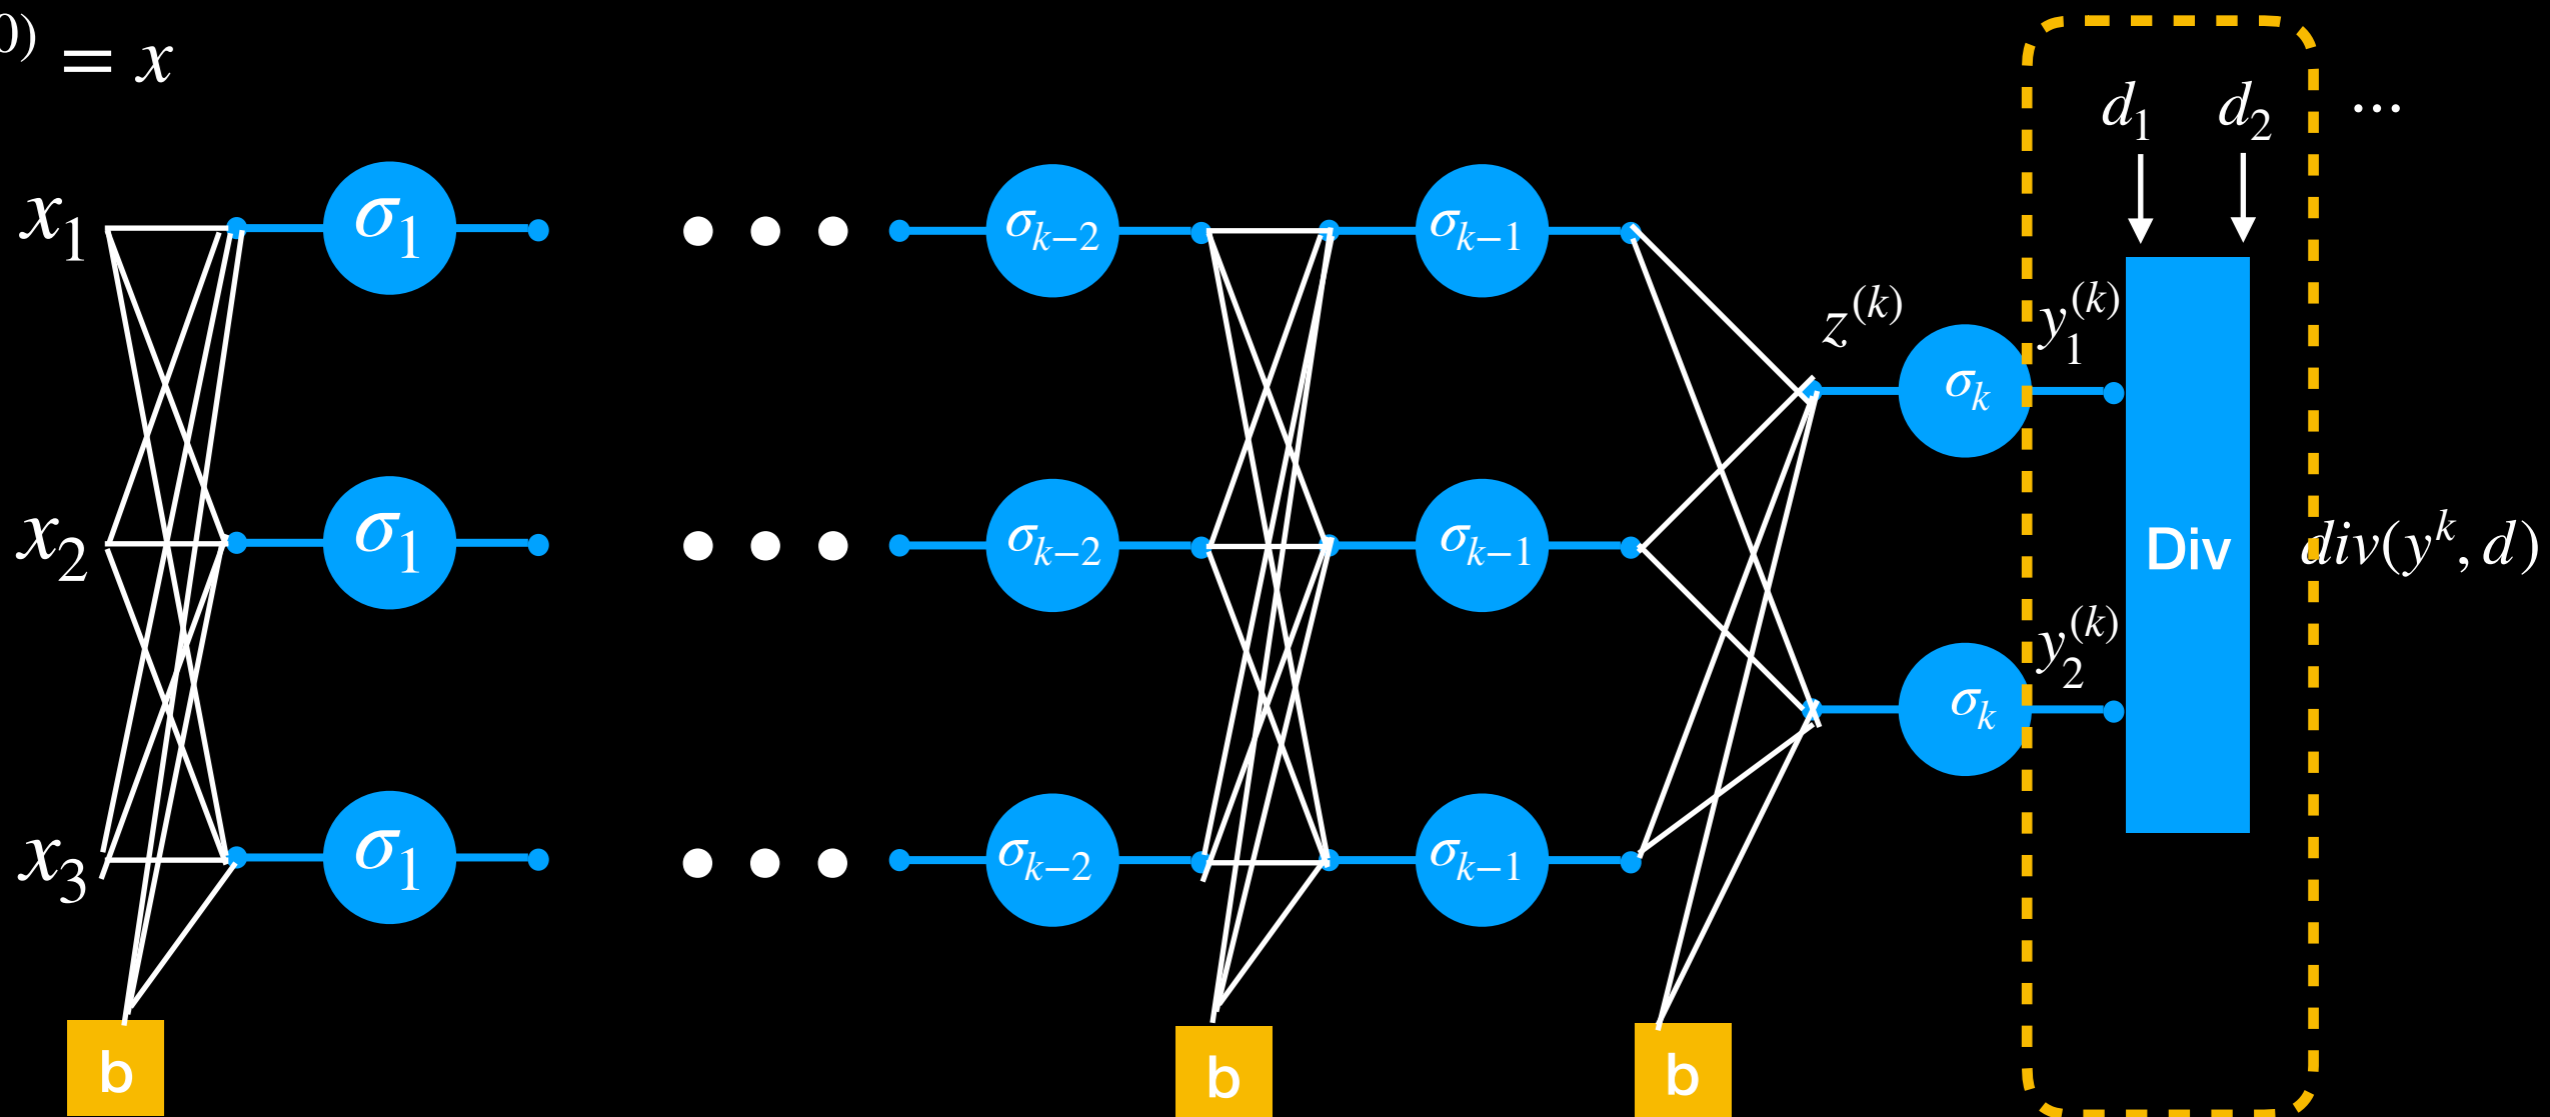 0) = x
d₁ d₂ ...
x₁ σ₁ σₖ₋₂ σₖ₋₁
z⁽ᵏ⁾ σₖ y₁⁽ᵏ⁾
x₂ σ₁ σₖ₋₂ σₖ₋₁ Div div(yᵏ, d)
σₖ y₂⁽ᵏ⁾
x₃ σ₁ σₖ₋₂ σₖ₋₁
b b b